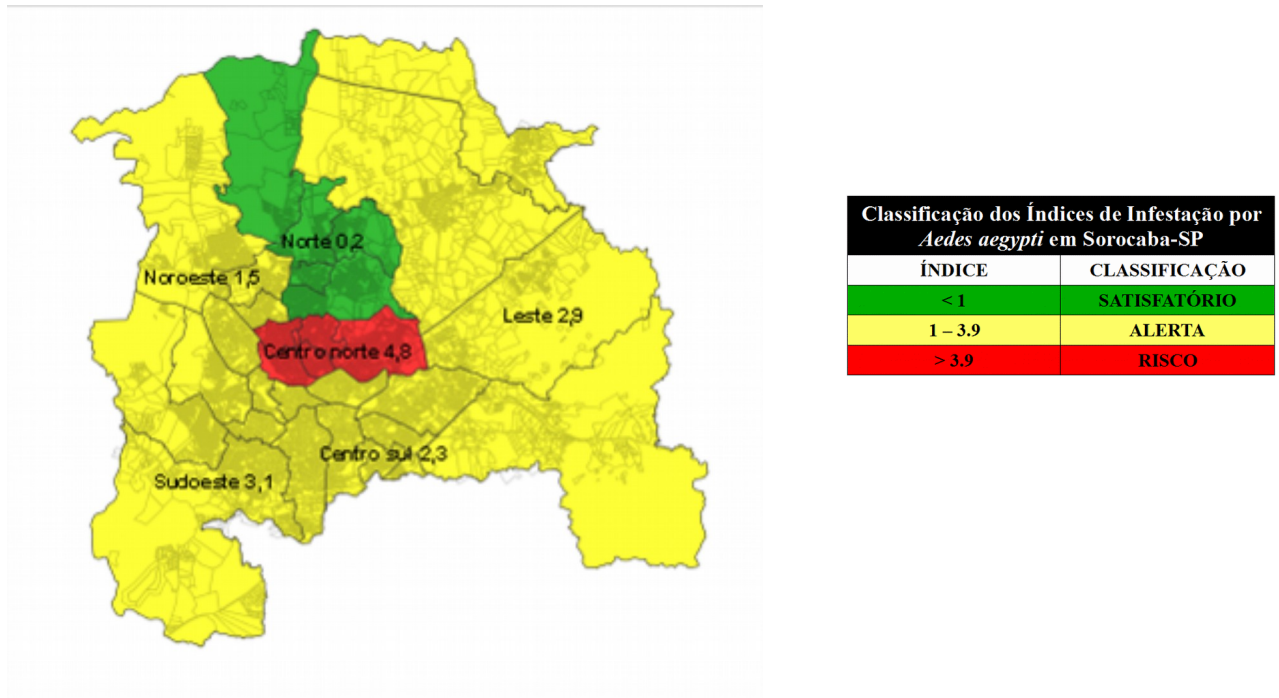 Norte 0,2
Noroeste 1,5
Leste 2,9
Centro norte 4,8
Centro sul 2,3
Sudoeste 3,1
Classificação dos Índices de Infestação por
Aedes aegypti em Sorocaba-SP
ÍNDICE CLASSIFICAÇÃO
< 1 SATISFATÓRIO
1 – 3.9 ALERTA
> 3.9 RISCO